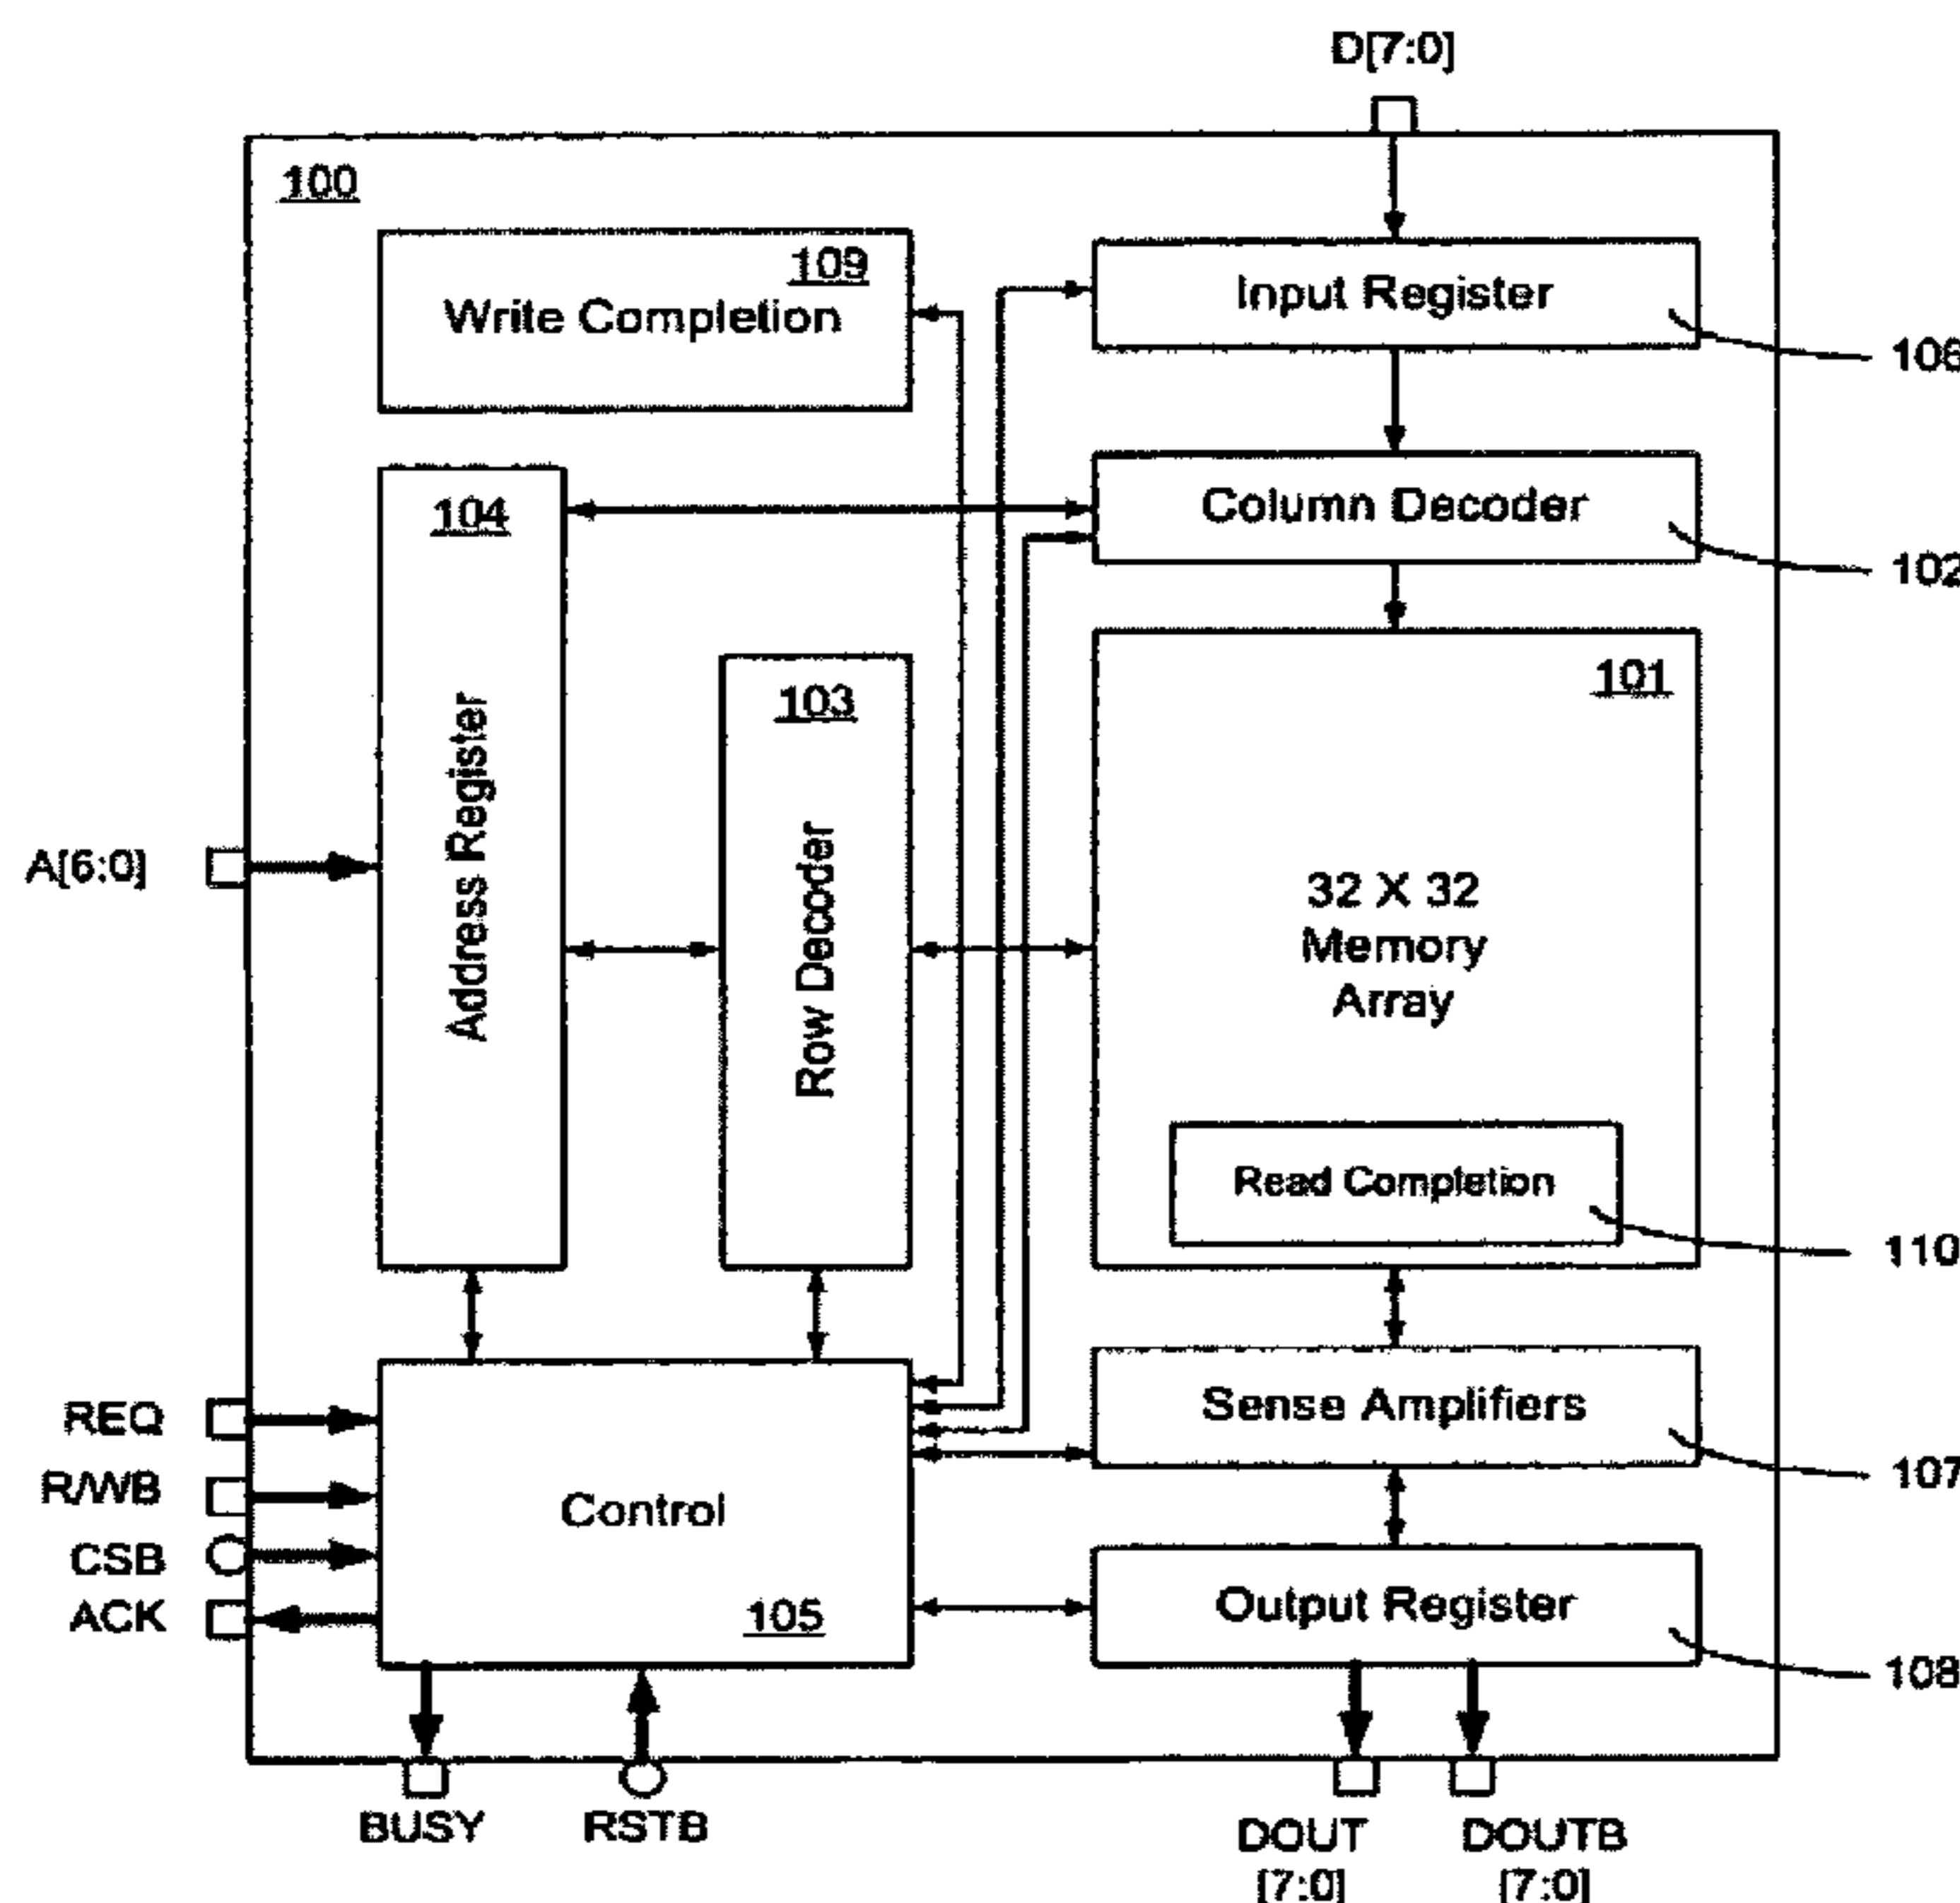 D[7:0]
100
109
Write Completion
Input Register
106
104
Column Decoder
102
103
101
Address Register
Row Decoder
A[6:0]
32 X 32
Memory
Array
Read Completion
110
REQ
R/WB
CSB
ACK
Control
105
Sense Amplifiers
107
Output Register
108
BUSY
RSTB
DOUT
[7:0]
DOUTB
[7:0]